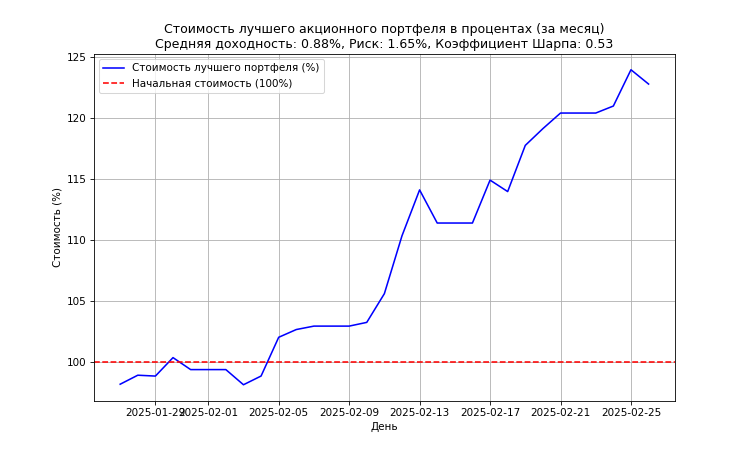 Стоимость лучшего акционного портфеля в процентах (за месяц)
Средняя доходность: 0.88%, Риск: 1.65%, Коэффициент Шарпа: 0.53
Стоимость лучшего портфеля (%)
Начальная стоимость (100%)
Стоимость (%)
125
120
115
110
105
100
2025-01-29 2025-02-01 2025-02-05 2025-02-09 2025-02-13 2025-02-17 2025-02-21 2025-02-25
День